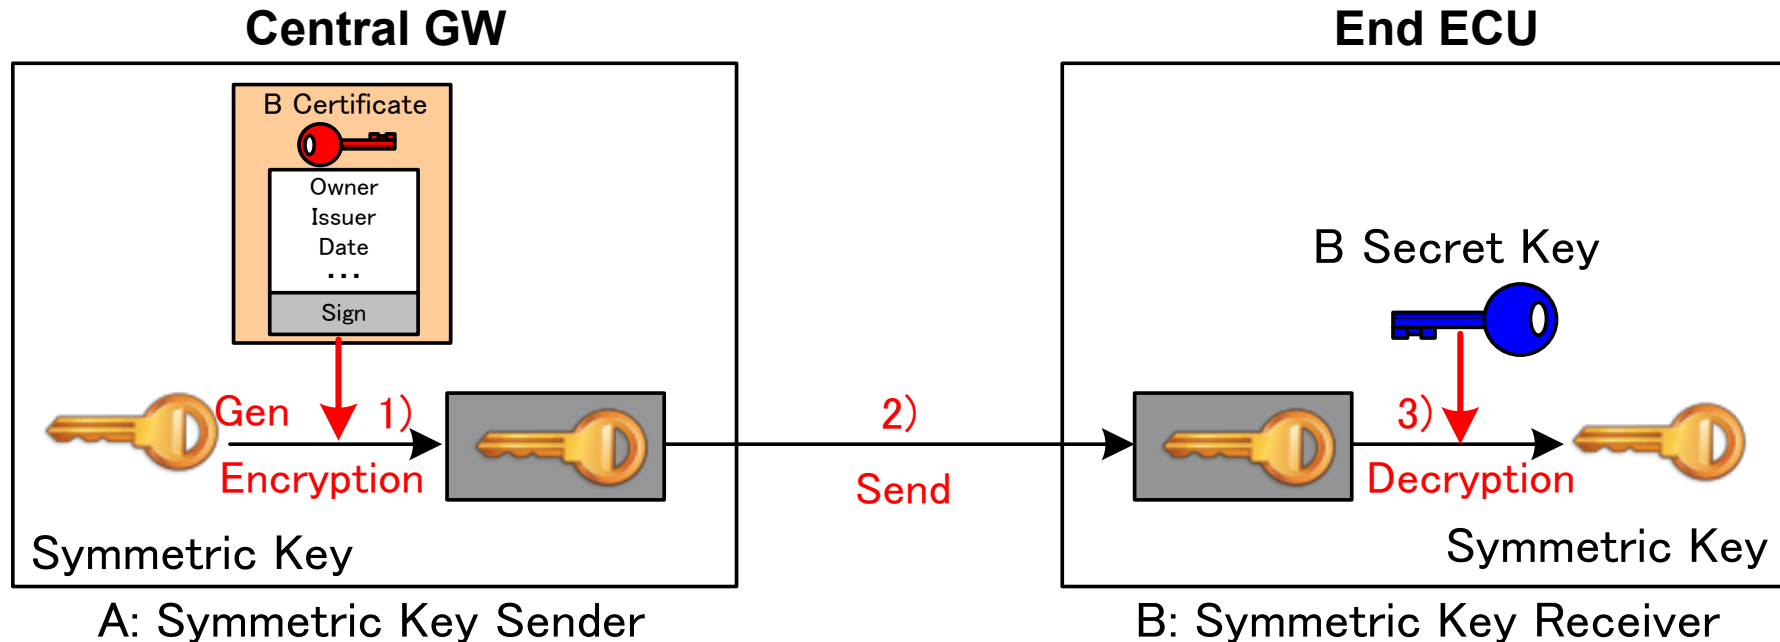 Central GW
End ECU
B Certificate
Owner
Issuer
Date
...
Sign
B Secret Key
Gen
1)
Encryption
2)
Send
3)
Decryption
Symmetric Key
Symmetric Key
A: Symmetric Key Sender
B: Symmetric Key Receiver